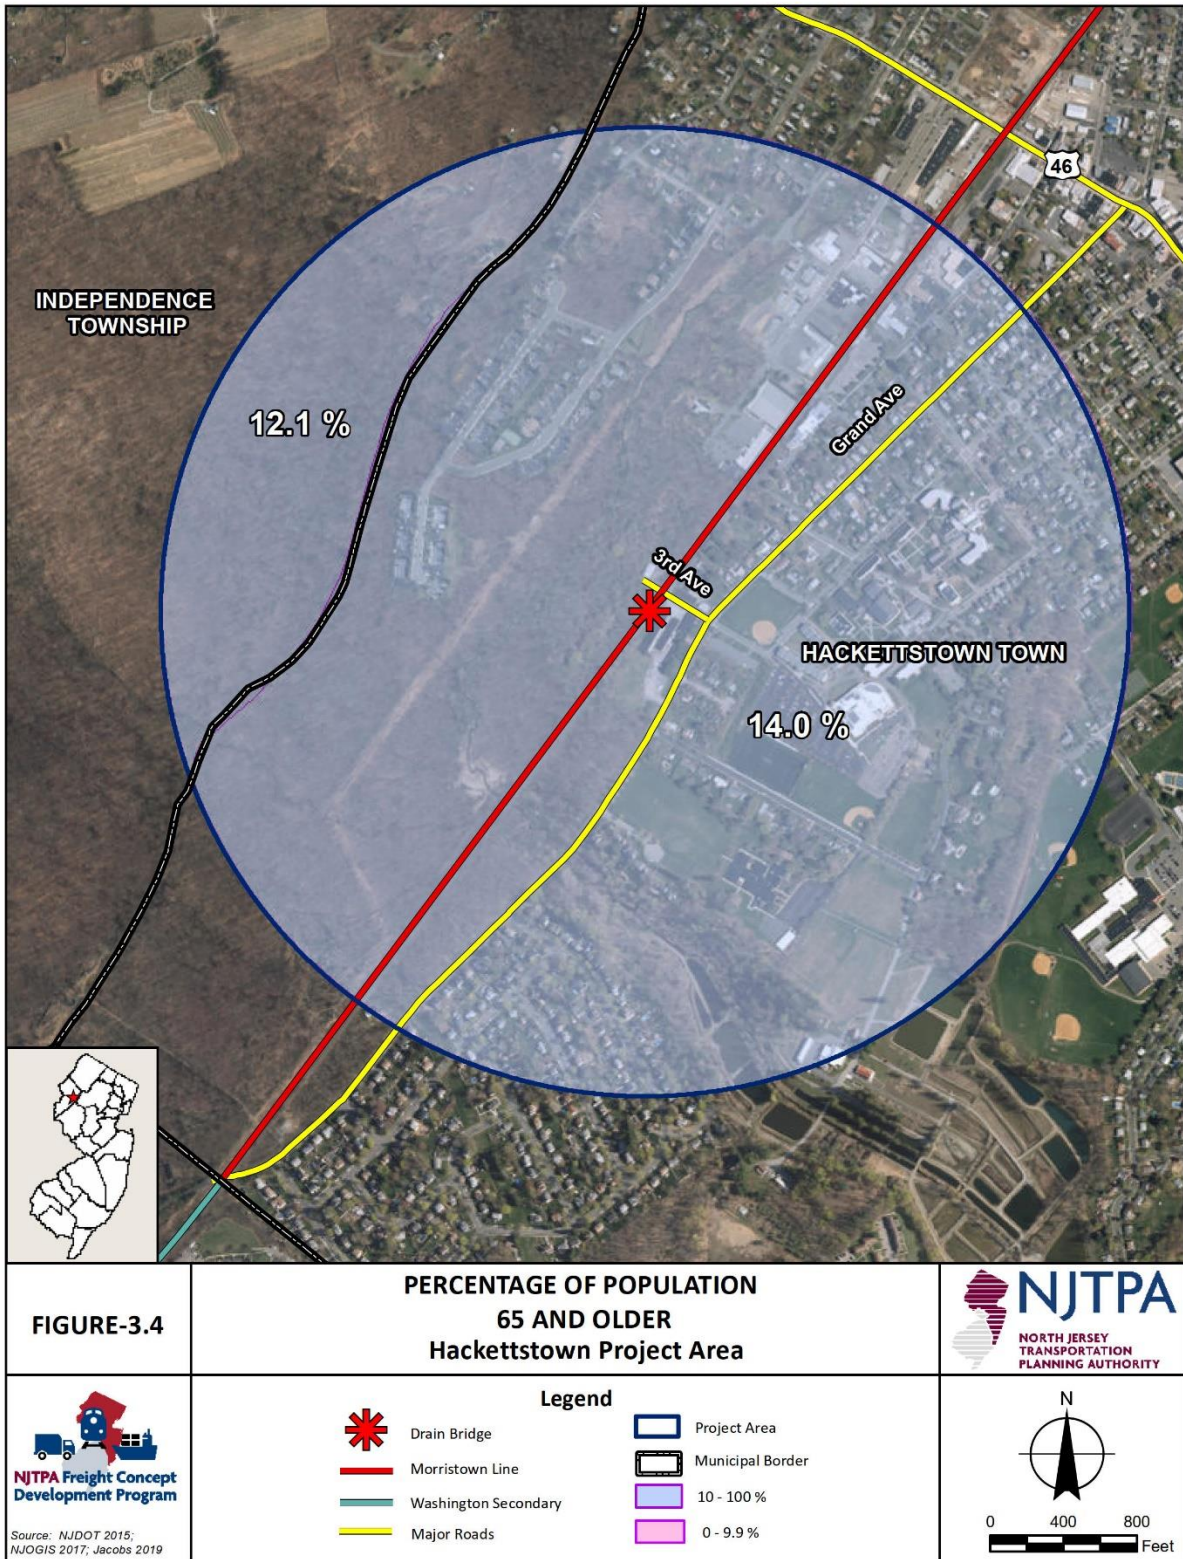 46
INDEPENDENCE
TOWNSHIP
12.1 %
Grand Ave
3rd Ave
HACKETTSTOWN TOWN
14.0 %
FIGURE-3.4
PERCENTAGE OF POPULATION
65 AND OLDER
Hackettstown Project Area
NJTPA
NORTH JERSEY
TRANSPORTATION
PLANNING AUTHORITY
NJTPA Freight Concept
Development Program
Source: NJDOT 2015;
NJOGIS 2017; Jacobs 2019
Legend
Drain Bridge
Morristown Line
Washington Secondary
Major Roads
Project Area
Municipal Border
10 - 100 %
0 - 9.9 %
N
0 400 800
Feet